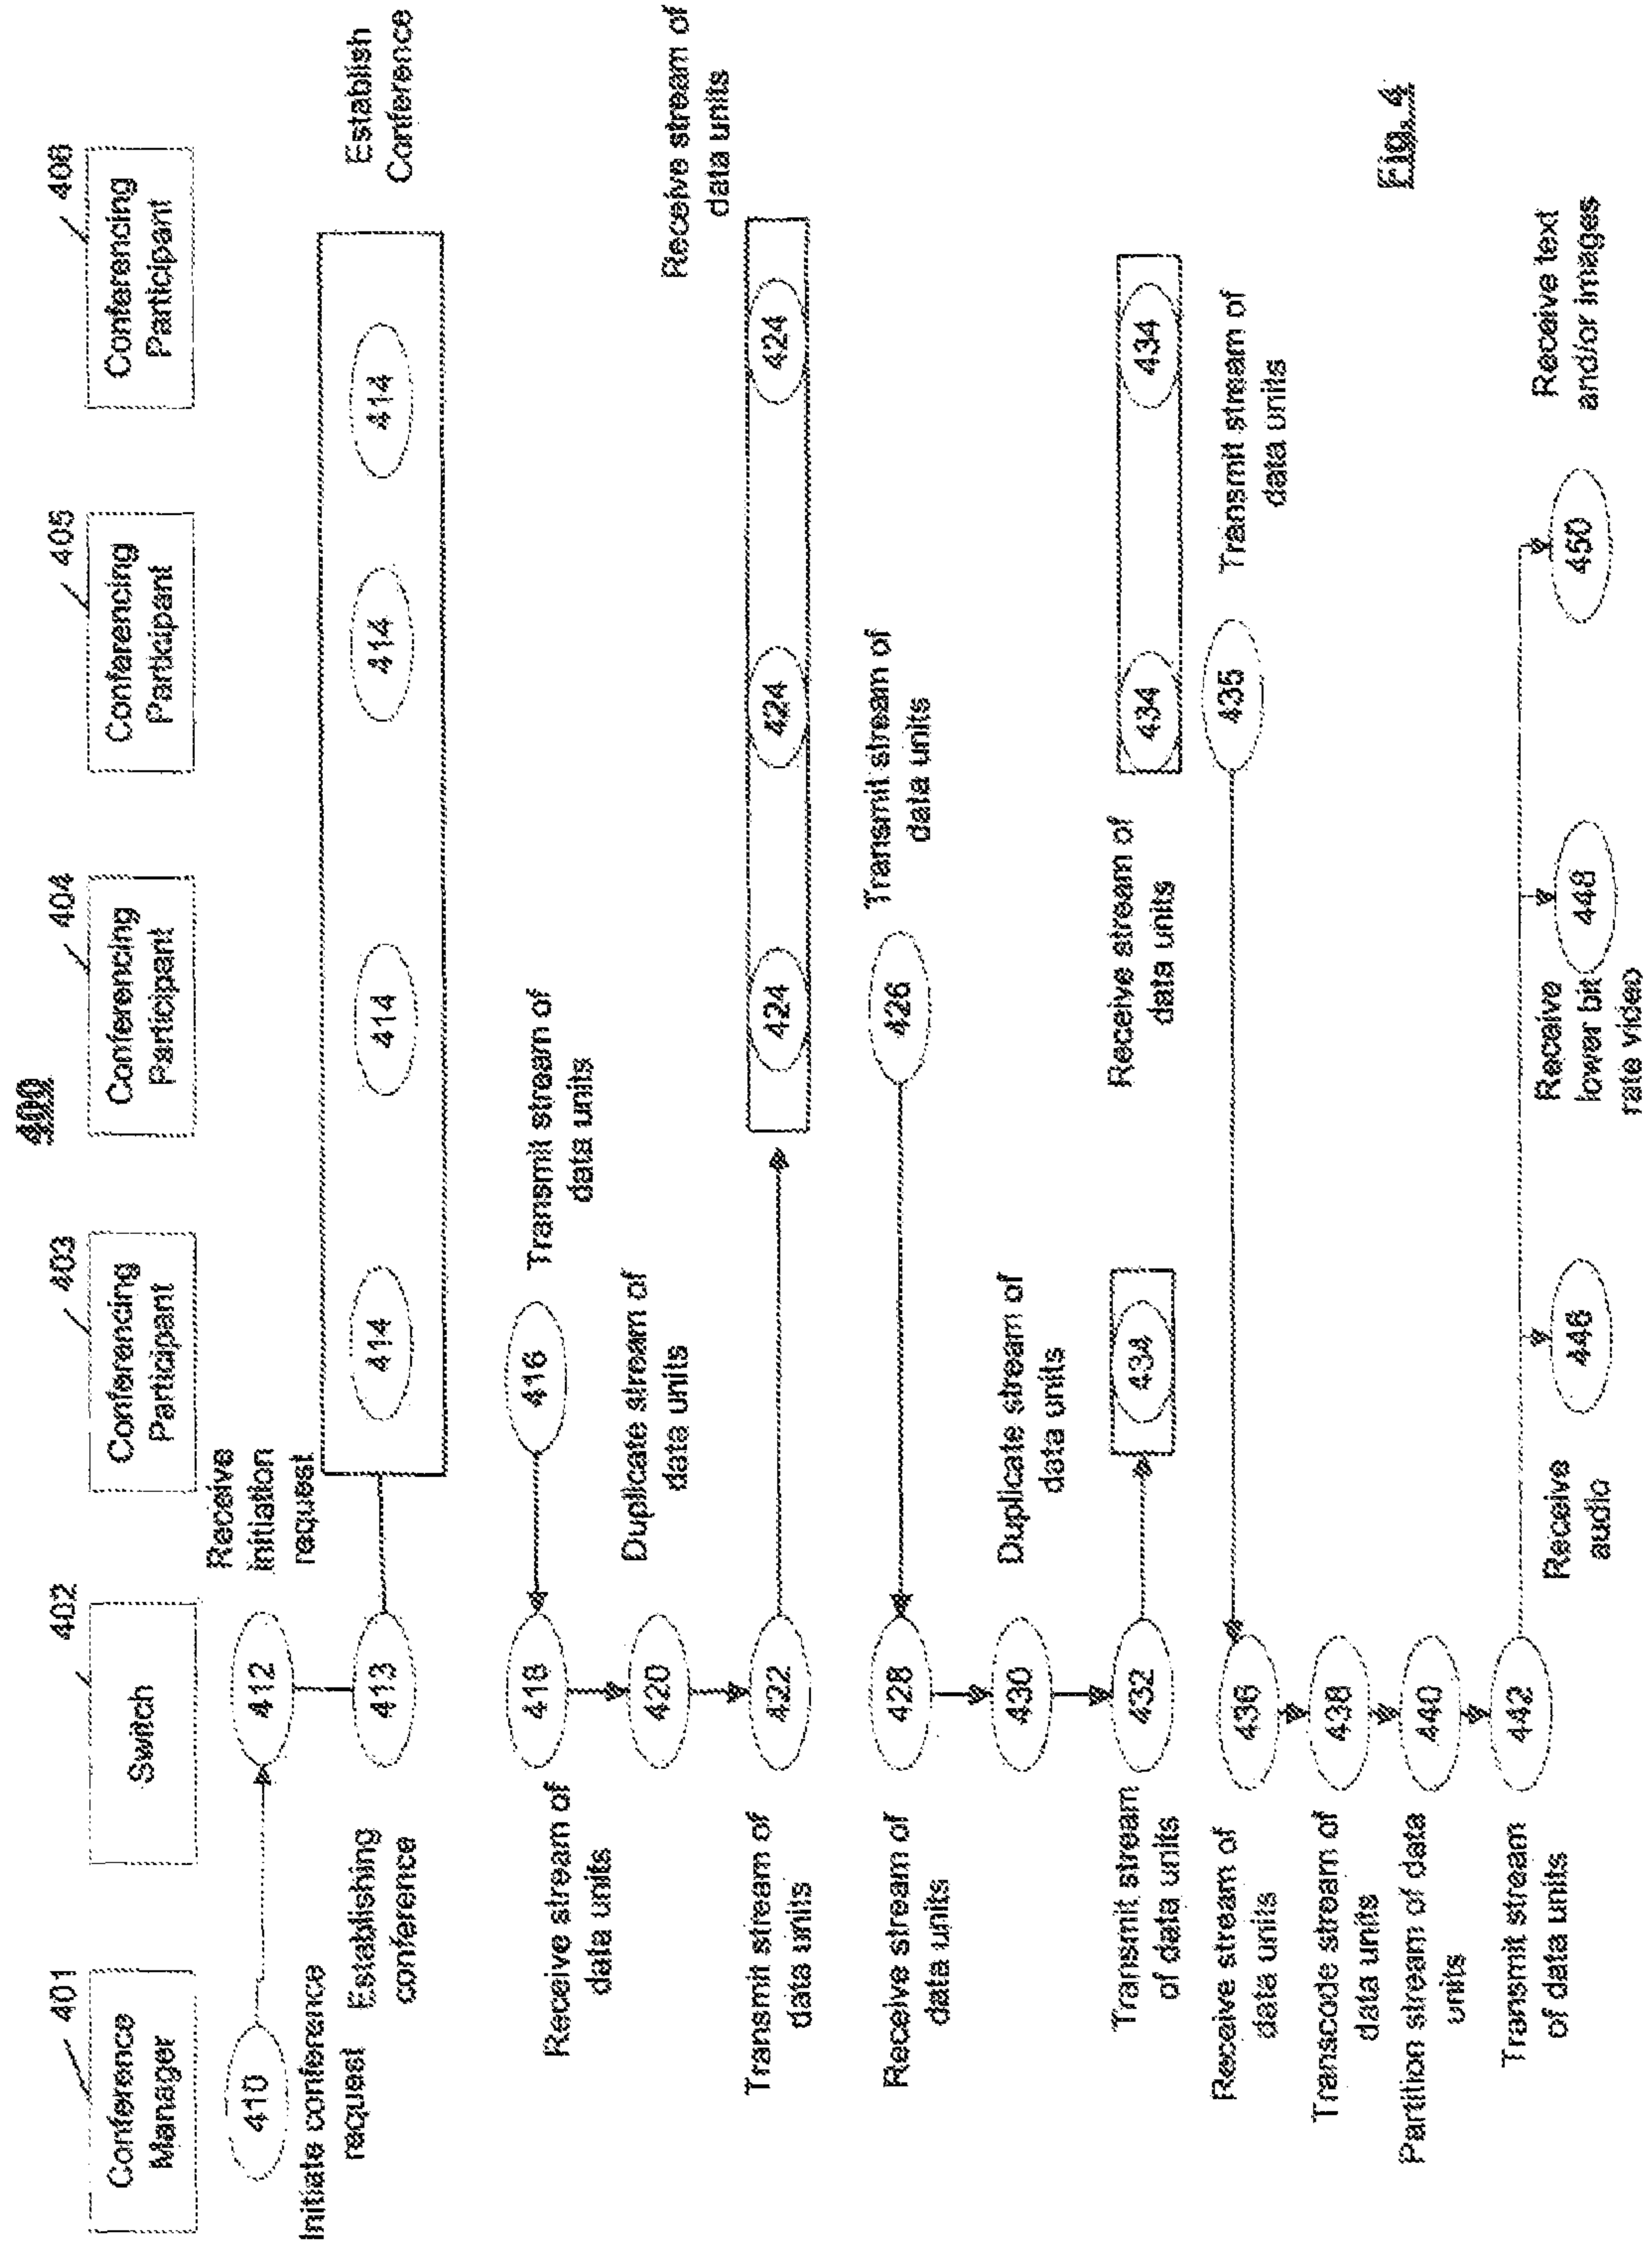 400
401
402
403
404
405
406
Conference
Manager
Switch
Conferencing
Participant
Conferencing
Participant
Conferencing
Participant
Conferencing
Participant
410
Initiate conference
request
412
Receive
initiation
request
413
Establishing
conference
414
414
414
414
Establish
Conference
416
Transmit stream of
data units
418
Receive stream of
data units
420
Duplicate stream of
data units
422
Transmit stream of
data units
424
424
424
Receive stream of
data units
426
Transmit stream of
data units
428
Receive stream of
data units
430
Duplicate stream of
data units
432
Transmit stream
of data units
434
434
434
Receive stream of
data units
435
Transmit stream of
data units
436
Receive stream of
data units
438
Transcode stream of
data units
440
Partition stream of data
units
442
Transmit stream
of data units
446
Receive
audio
448
Receive
lower bit
rate video
450
Receive text
and/or images
Fig. 4